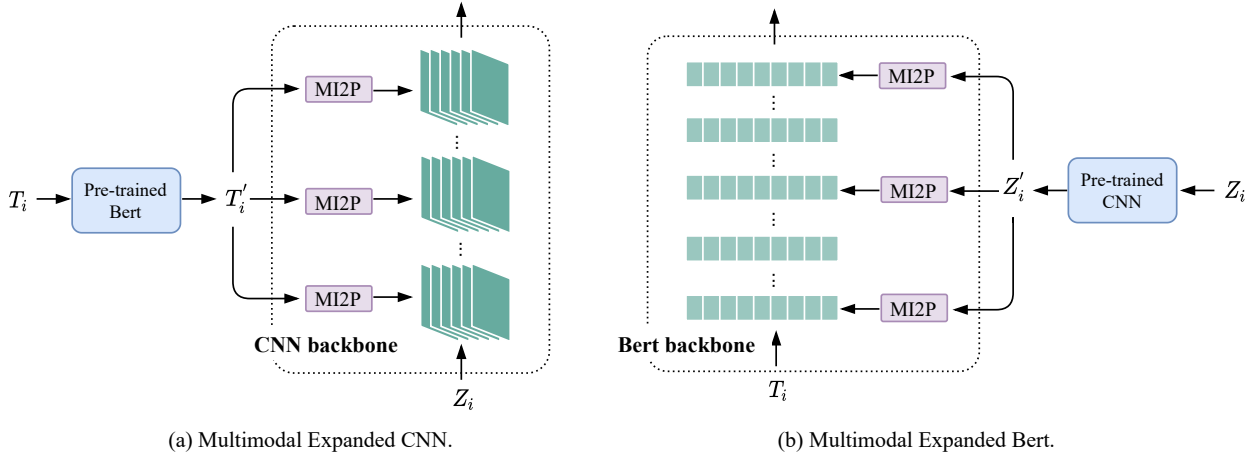 MI2P
T_i
Pre-trained
Bert
T_i'
MI2P
MI2P
CNN backbone
Z_i
(a) Multimodal Expanded CNN.
MI2P
MI2P
Z_i'
Pre-trained
CNN
Z_i
MI2P
Bert backbone
T_i
(b) Multimodal Expanded Bert.